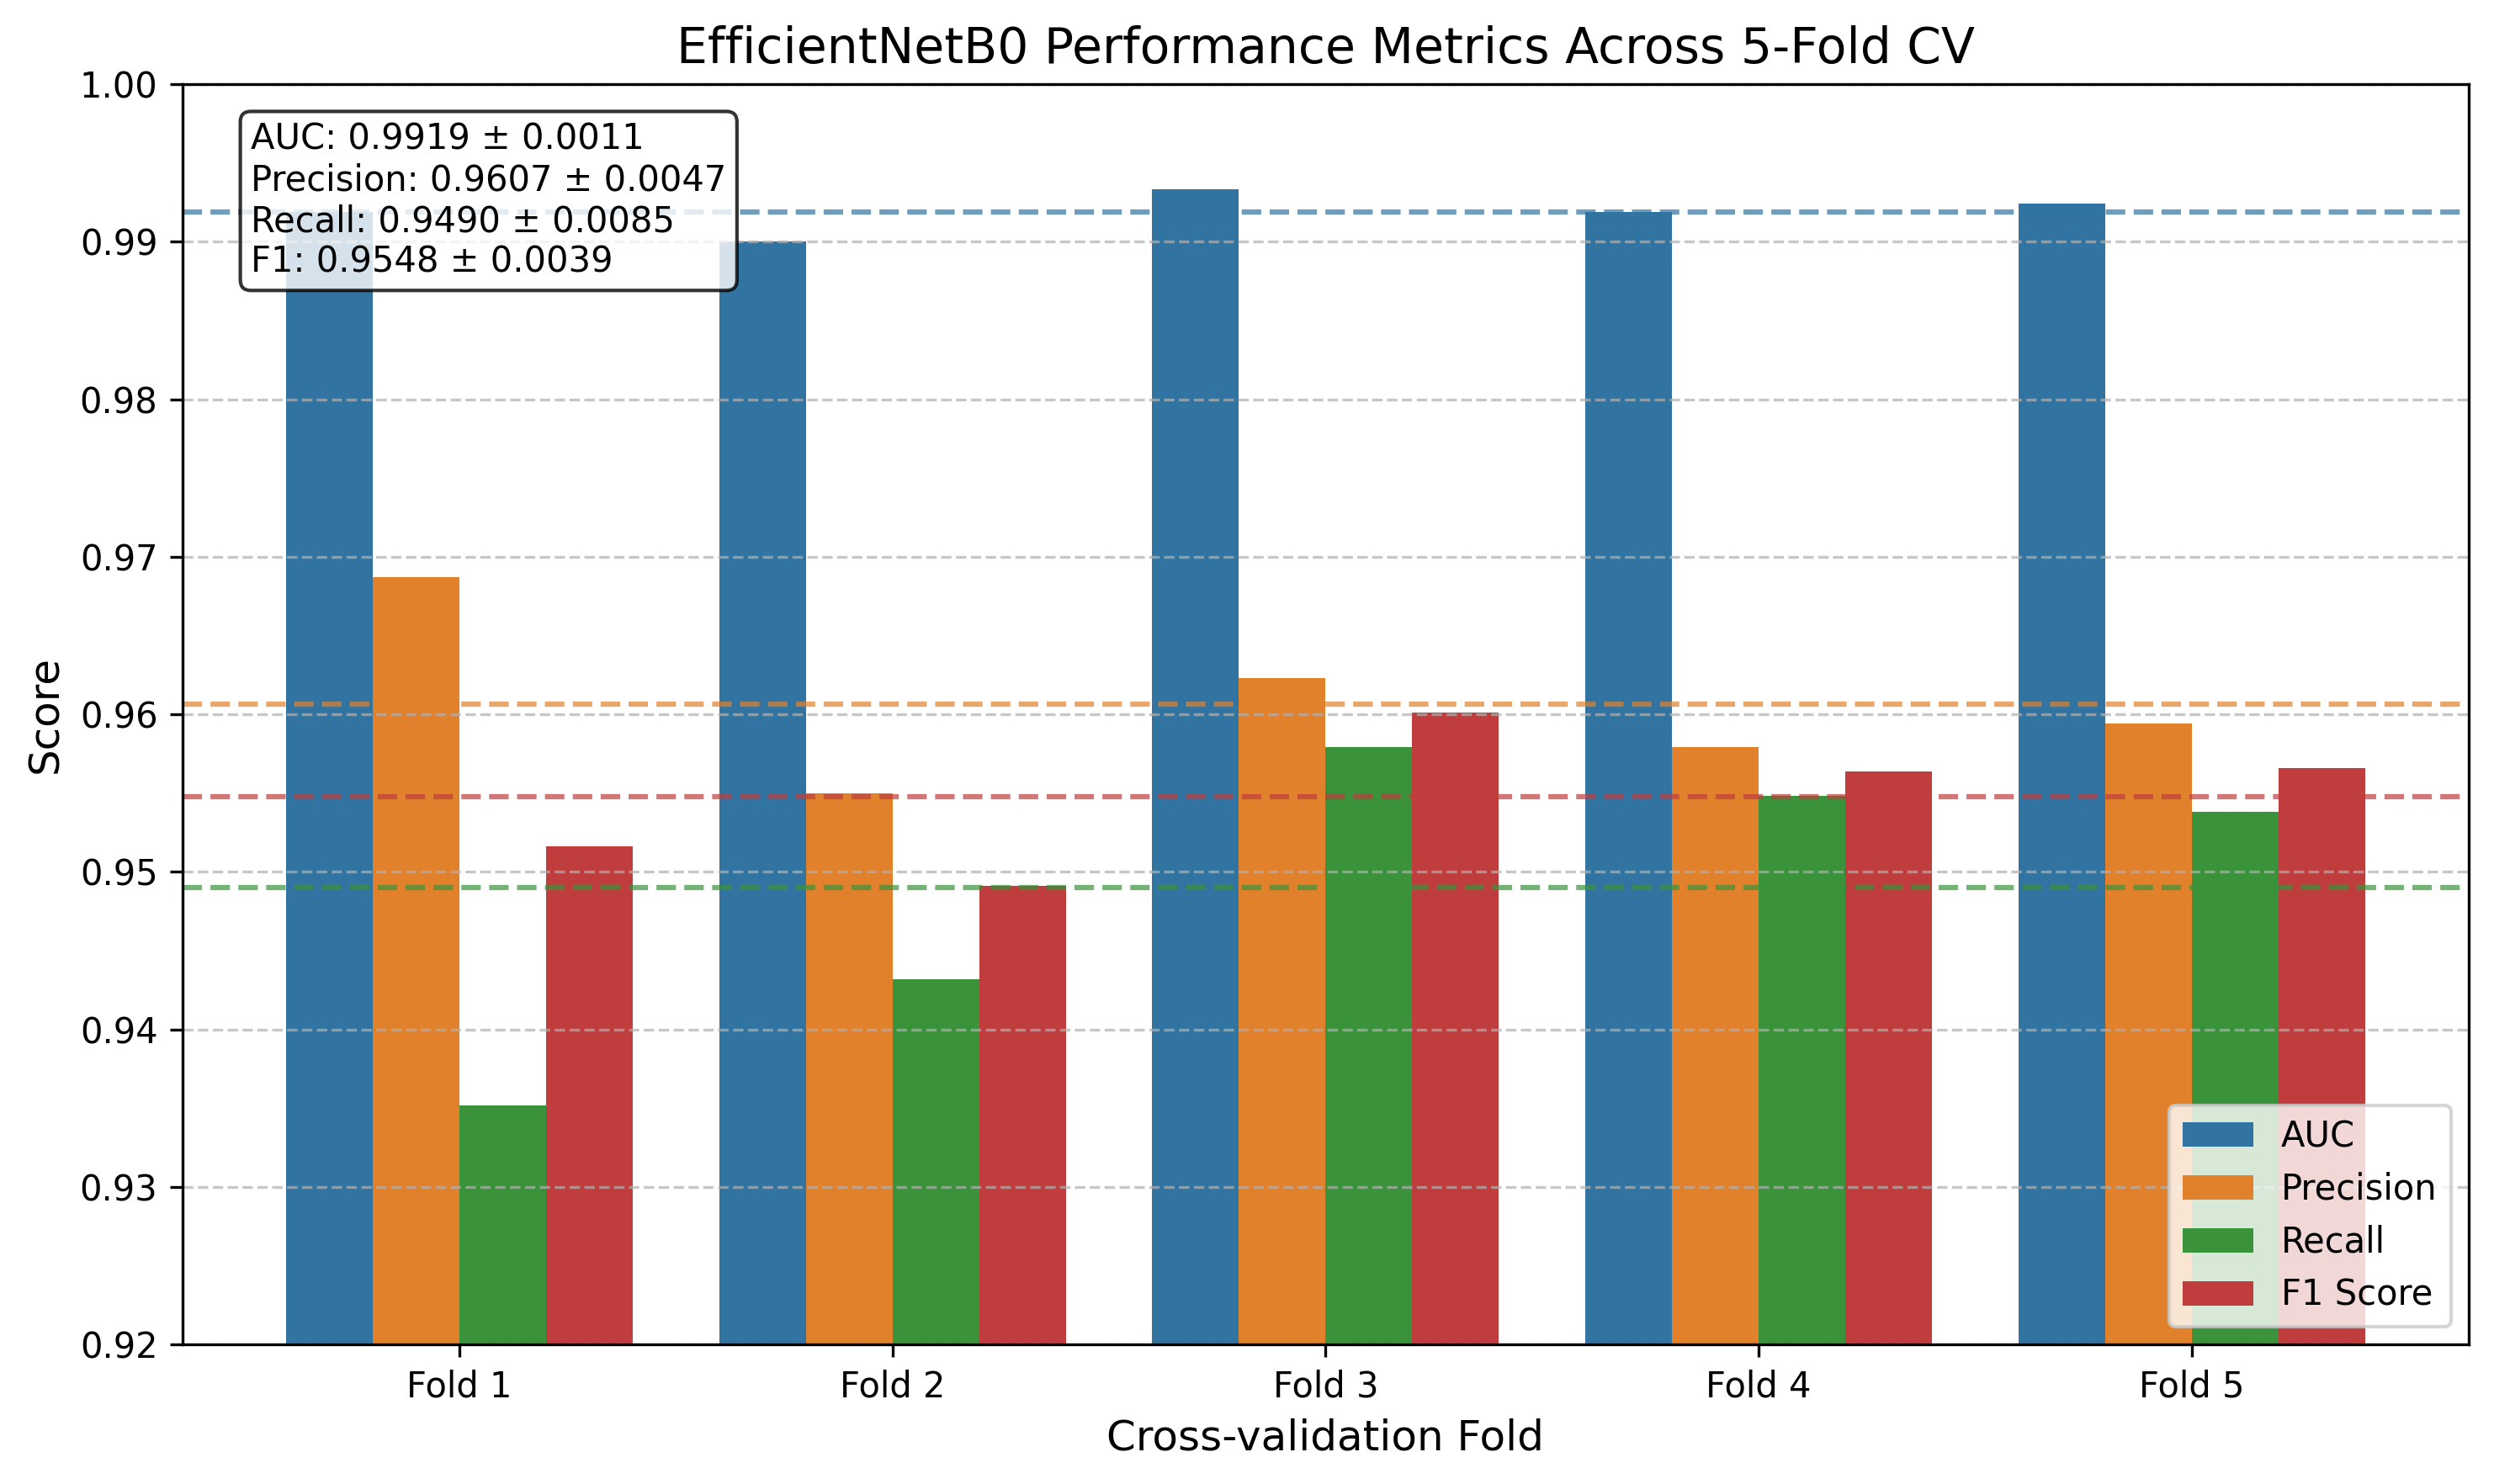 EfficientNetB0 Performance Metrics Across 5-Fold CV
1.00
0.99
0.98
0.97
0.96
0.95
0.94
0.93
0.92
Score
AUC: 0.9919 ± 0.0011
Precision: 0.9607 ± 0.0047
Recall: 0.9490 ± 0.0085
F1: 0.9548 ± 0.0039
AUC
Precision
Recall
F1 Score
Fold 1
Fold 2
Fold 3
Fold 4
Fold 5
Cross-validation Fold